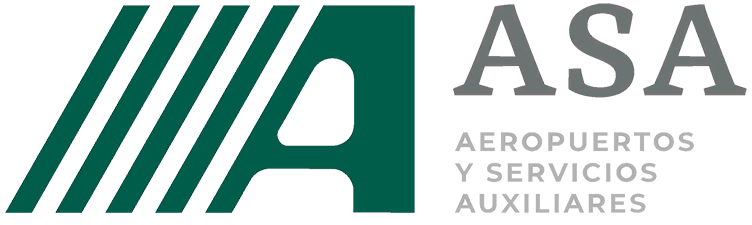 A
ASA
AEROPUERTOS
Y SERVICIOS
AUXILIARES